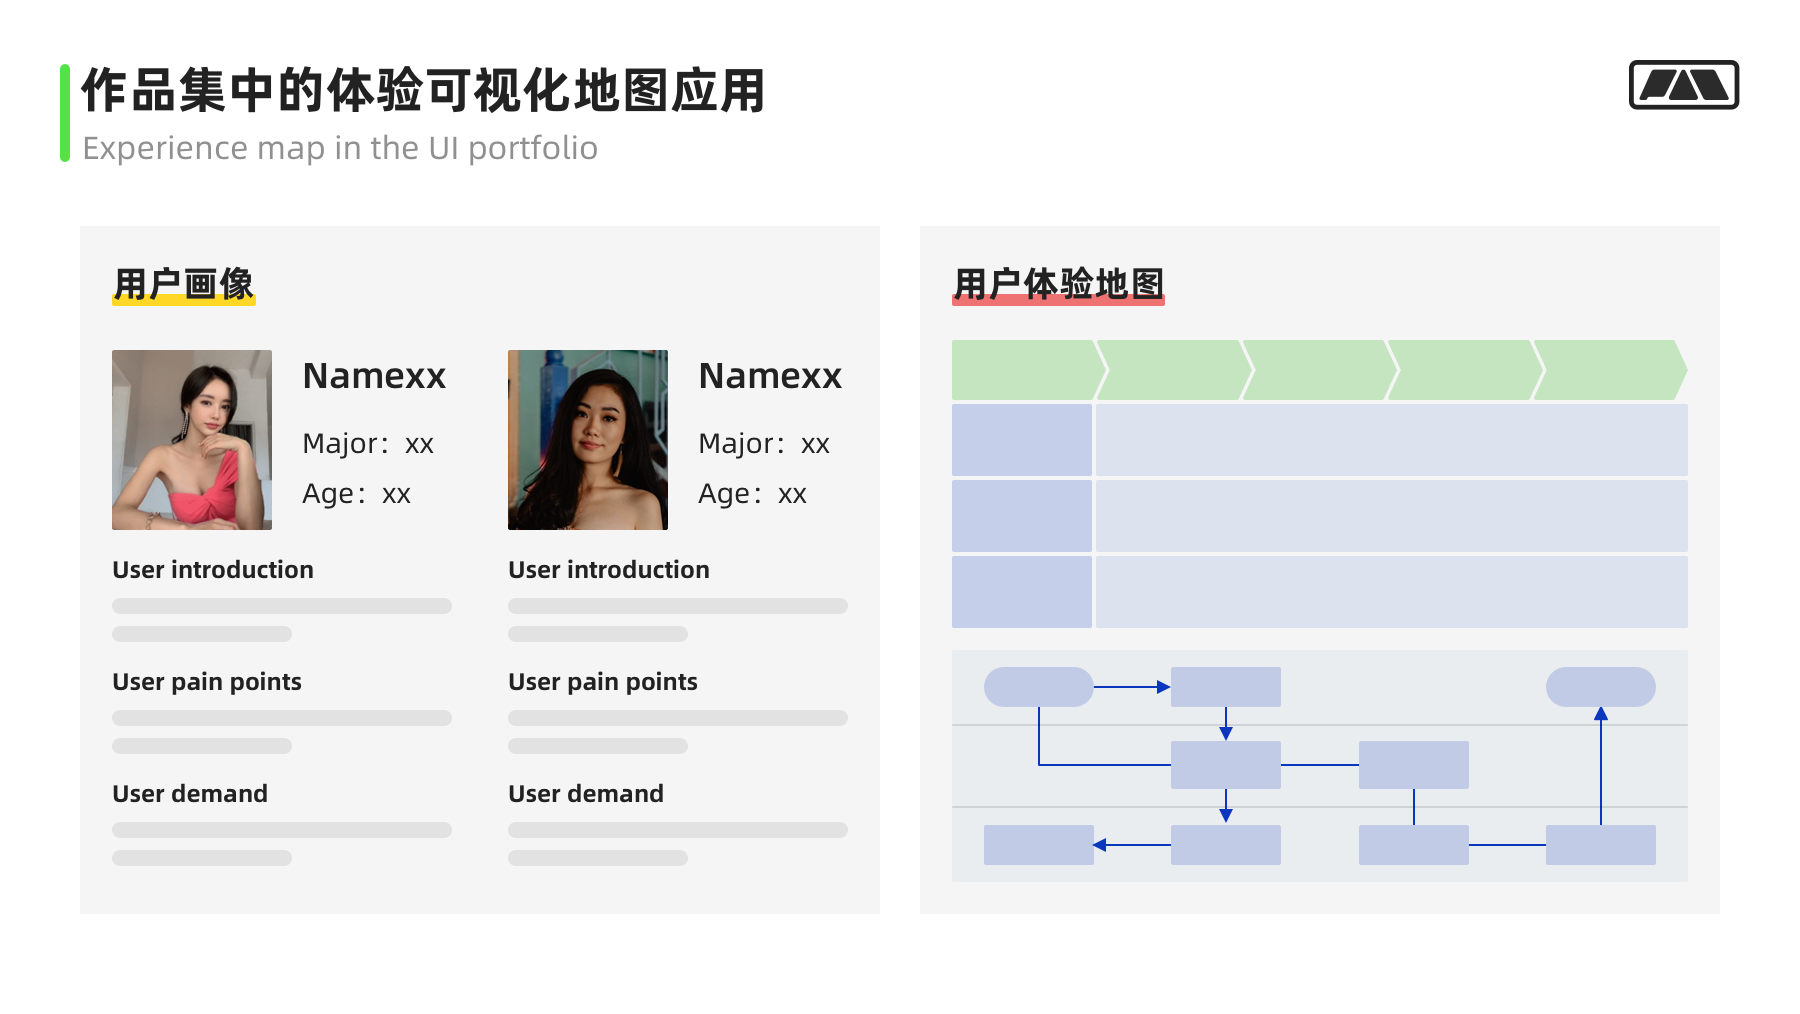 作品集中的体验可视化地图应用
Experience map in the UI portfolio
用户画像
Namexx
Major：xx
Age：xx
User introduction
User pain points
User demand
Namexx
Major：xx
Age：xx
User introduction
User pain points
User demand
用户体验地图